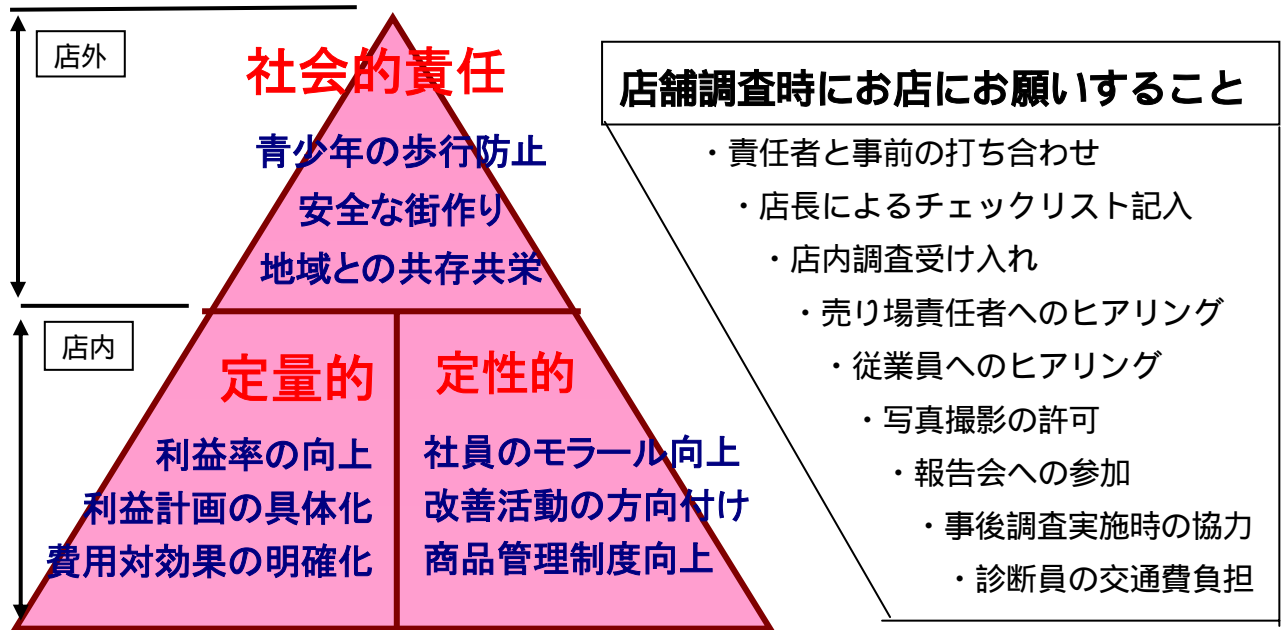 店外
社会的責任
青少年の歩行防止
安全な街作り
地域との共存共栄
店内
定量的
利益率の向上
利益計画の具体化
費用対効果の明確化
定性的
社員のモラール向上
改善活動の方向付け
商品管理制度向上
店舗調査時にお店にお願いすること
・責任者と事前の打ち合わせ
・店長によるチェックリスト記入
・店内調査受け入れ
・売り場責任者へのヒアリング
・従業員へのヒアリング
・写真撮影の許可
・報告会への参加
・事後調査実施時の協力
・診断員の交通費負担